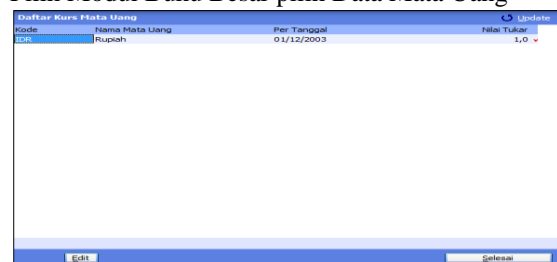 Pilih Modul Buku Besar pilih Data Mata Uang
Daftar Kurs Mata Uang Update
Kode Nama Mata Uang Per Tanggal Nilai Tukar
IDR Rupiah 01/12/2003 1,0
Edit Selesai